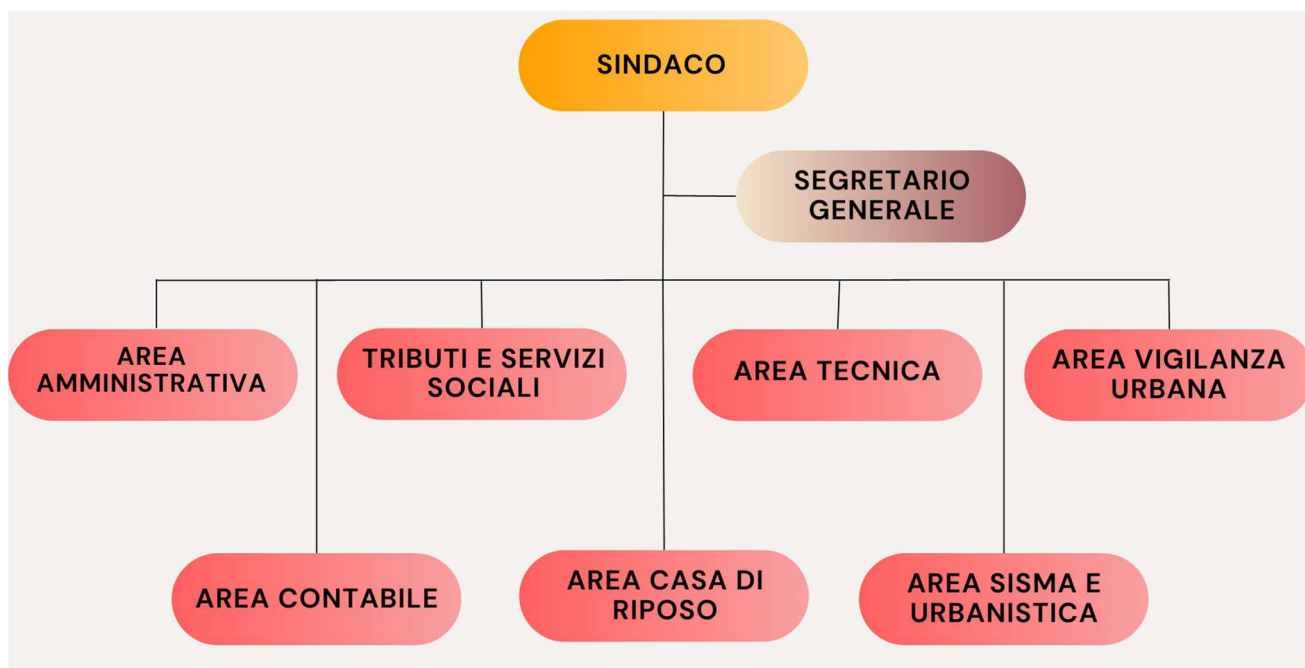 SINDACO
SEGRETARIO
GENERALE
AREA
AMMINISTRATIVA
TRIBUTI E SERVIZI
SOCIALI
AREA TECNICA
AREA VIGILANZA
URBANA
AREA CONTABILE
AREA CASA DI
RIPOSO
AREA SISMA E
URBANISTICA